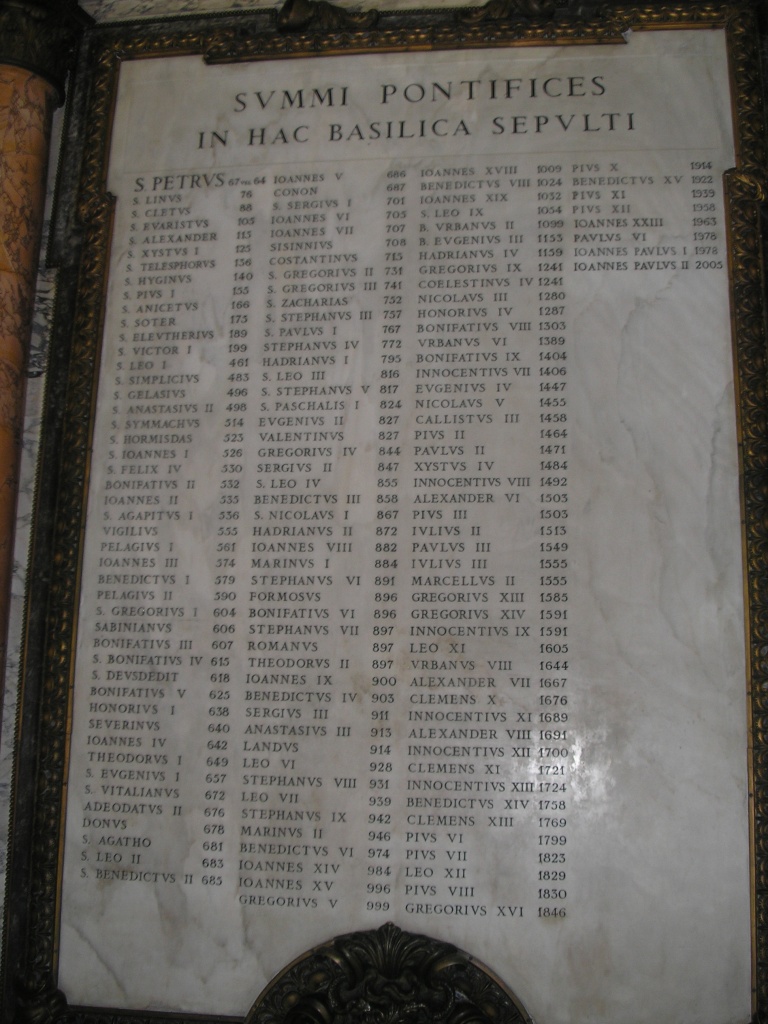 SVMMI PONTIFICES
IN HAC BASILICA SEPVLTI
S. PETRVS 67 vel 64
S. LINVS 76
S. CLETVS 88
S. EVARISTVS 105
S. ALEXANDER 115
S. XYSTVS I 125
S. TELESPHORVS 136
S. HYGINVS 140
S. PIVS I 155
S. ANICETVS 166
S. SOTER 175
S. ELEVTHERIVS 189
S. VICTOR I 199
S. LEO I 461
S. SIMPLICIVS 483
S. GELASIVS 496
S. ANASTASIVS II 498
S. SYMMACHVS 514
S. HORMISDAS 523
S. IOANNES I 526
S. FELIX IV 530
BONIFATIVS II 532
IOANNES II 535
S. AGAPITVS I 536
VIGILIVS 555
PELAGIVS I 561
IOANNES III 574
BENEDICTVS I 579
PELAGIVS II 590
S. GREGORIVS I 604
SABINIANVS 606
BONIFATIVS III 607
S. BONIFATIVS IV 615
S. DEVSDEDIT 618
BONIFATIVS V 625
HONORIVS I 638
SEVERINVS 640
IOANNES IV 642
THEODORVS I 649
S. EVGENIVS I 657
S. VITALIANVS 672
ADEODATVS II 676
DONVS 678
S. AGATHO 681
S. LEO II 683
S. BENEDICTVS II 685
IOANNES V 686
CONON 687
S. SERGIVS I 701
IOANNES VI 705
IOANNES VII 707
SISINNIVS 708
COSTANTINVS 715
S. GREGORIVS II 731
S. GREGORIVS III 741
S. ZACHARIAS 752
S. STEPHANVS III 757
S. PAVLVS I 767
STEPHANVS IV 772
HADRIANVS I 795
S. LEO III 816
S. STEPHANVS V 817
S. PASCHALIS I 824
EVGENIVS II 827
VALENTINVS 827
GREGORIVS IV 844
SERGIVS II 847
S. LEO IV 855
BENEDICTVS III 858
S. NICOLAVS I 867
HADRIANVS II 872
IOANNES VIII 882
MARINVS I 884
STEPHANVS VI 891
FORMOSVS 896
BONIFATIVS VI 896
STEPHANVS VII 897
ROMANVS 897
THEODORVS II 897
IOANNES IX 900
BENEDICTVS IV 903
SERGIVS III 911
ANASTASIVS III 913
LANDVS 914
LEO VI 928
STEPHANVS VIII 931
LEO VII 939
STEPHANVS IX 942
MARINVS II 946
BENEDICTVS VI 974
IOANNES XIV 984
IOANNES XV 996
GREGORIVS V 999
IOANNES XVIII 1009
BENEDICTVS VIII 1024
IOANNES XIX 1032
S. LEO IX 1054
B. VRBANVS II 1099
B. EVGENIVS III 1153
HADRIANVS IV 1159
GREGORIVS IX 1241
COELESTINVS IV 1241
NICOLAVS III 1280
HONORIVS IV 1287
BONIFATIVS VIII 1303
VRBANVS VI 1389
BONIFATIVS IX 1404
INNOCENTIVS VII 1406
EVGENIVS IV 1447
NICOLAVS V 1455
CALLISTVS III 1458
PIVS II 1464
PAVLVS II 1471
XYSTVS IV 1484
INNOCENTIVS VIII 1492
ALEXANDER VI 1503
PIVS III 1503
IVLIVS II 1513
PAVLVS III 1549
IVLIVS III 1555
MARCELLVS II 1555
GREGORIVS XIII 1585
GREGORIVS XIV 1591
INNOCENTIVS IX 1591
LEO XI 1605
VRBANVS VIII 1644
ALEXANDER VII 1667
CLEMENS X 1676
INNOCENTIVS XI 1689
ALEXANDER VIII 1691
INNOCENTIVS XII 1700
CLEMENS XI 1721
INNOCENTIVS XIII 1724
BENEDICTVS XIV 1758
CLEMENS XIII 1769
PIVS VI 1799
PIVS VII 1823
LEO XII 1829
PIVS VIII 1830
GREGORIVS XVI 1846
PIVS X 1914
BENEDICTVS XV 1922
PIVS XI 1939
PIVS XII 1958
IOANNES XXIII 1963
PAVLVS VI 1978
IOANNES PAVLVS I 1978
IOANNES PAVLVS II 2005